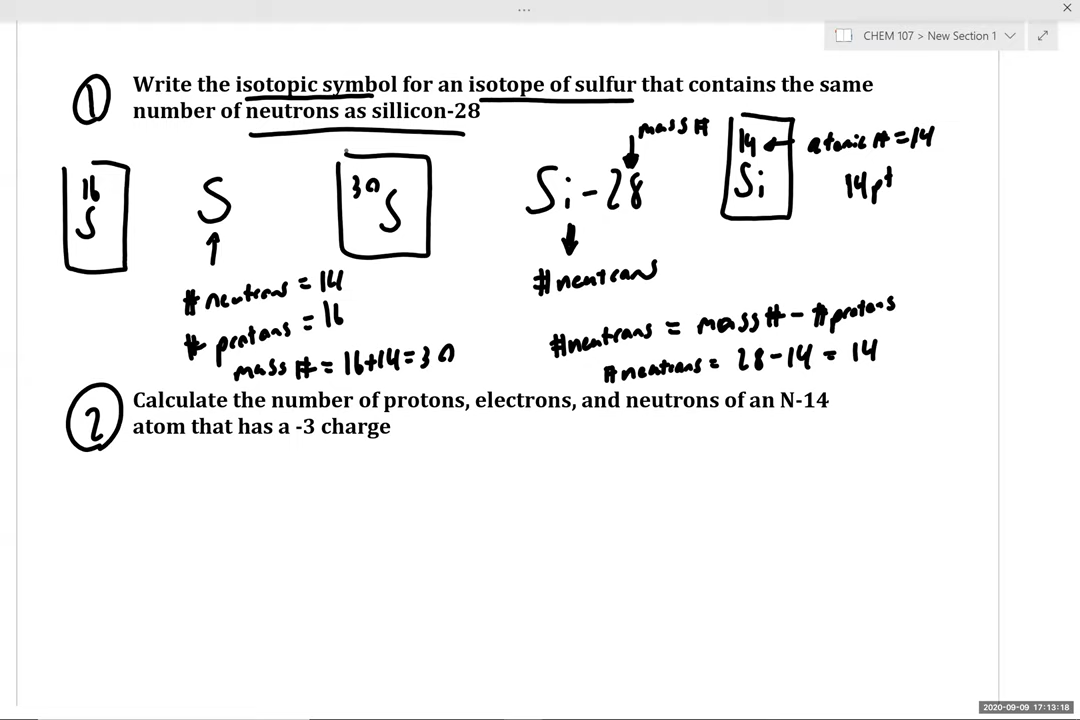 CHEM 107 > New Section 1
1 Write the isotopic symbol for an isotope of sulfur that contains the same
number of neutrons as sillicon-28
mass #
14 ← atomic # = 14
Si
14 p+
16
S
S
30
S
Si-28
# neutrons
# neutrons = 14
# protons = 16
mass # = 16+14=30
# neutrons = mass # - # protons
# neutrons = 28-14 = 14
2 Calculate the number of protons, electrons, and neutrons of an N-14
atom that has a -3 charge
2020-09-09 17:13:18